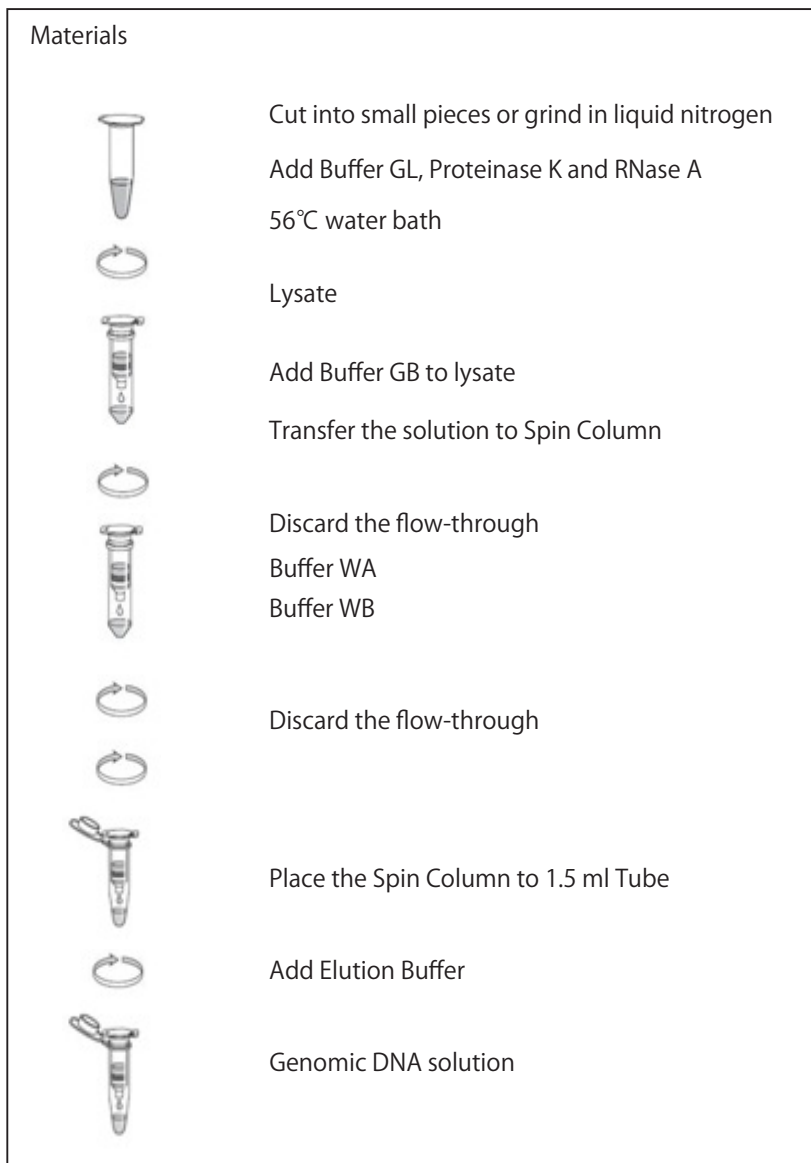 Materials
Cut into small pieces or grind in liquid nitrogen
Add Buffer GL, Proteinase K and RNase A
56℃ water bath
Lysate
Add Buffer GB to lysate
Transfer the solution to Spin Column
Discard the flow-through
Buffer WA
Buffer WB
Discard the flow-through
Place the Spin Column to 1.5 ml Tube
Add Elution Buffer
Genomic DNA solution